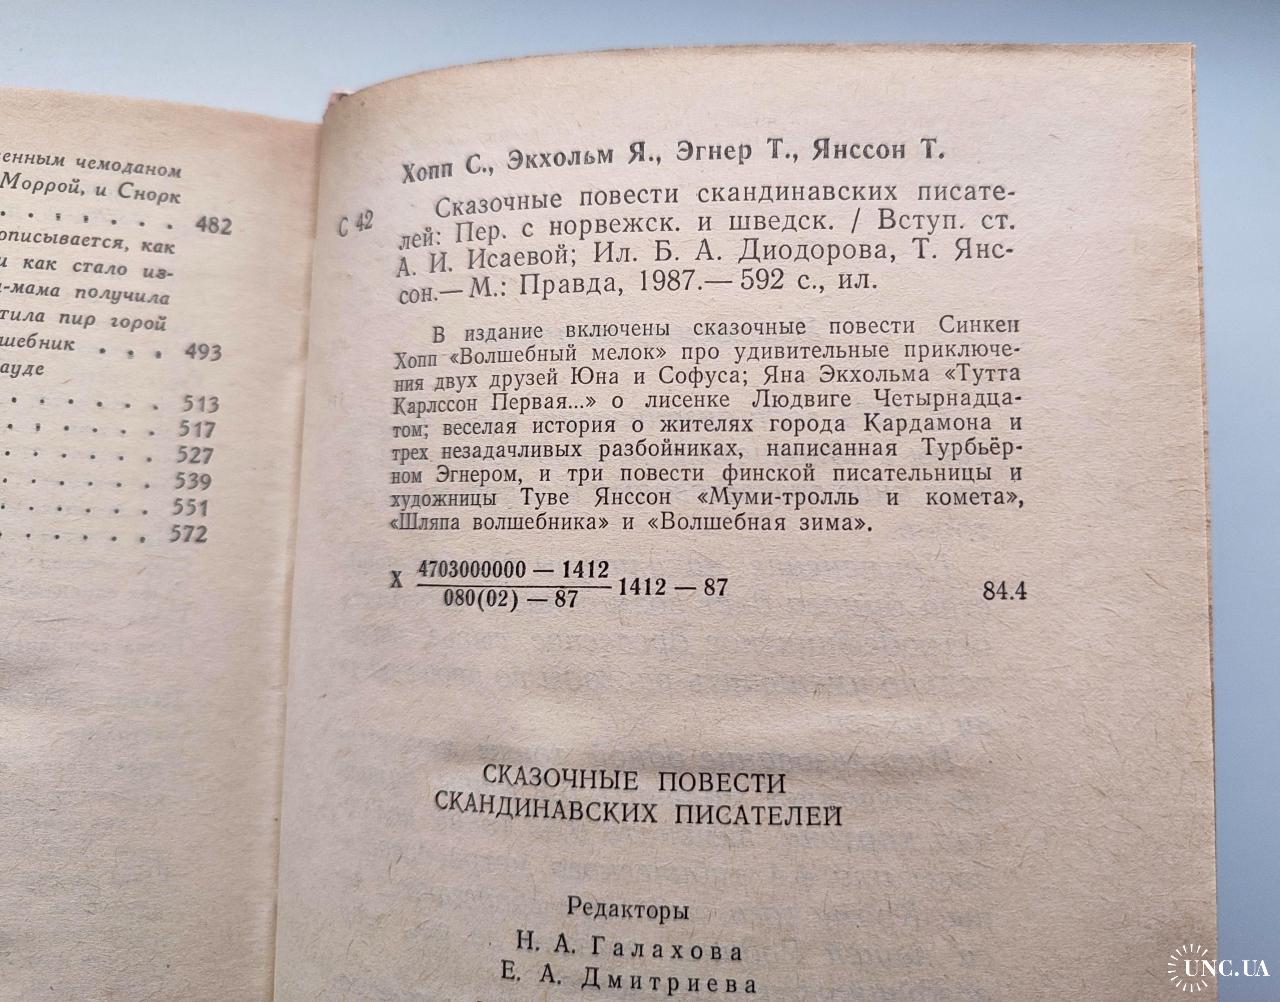 енным чемоданом
Моррой, и Снорк
. . . . . . . 482
описывается, как
и как стало из-
-мама получила
тила пир горой
шебник . . . 493
ауде
. . . . . . . 513
. . . . . . . 517
. . . . . . . 527
. . . . . . . 539
. . . . . . . 551
. . . . . . . 572
Хопп С., Экхольм Я., Эгнер Т., Янссон Т.
С 42 Сказочные повести скандинавских писате-
лей: Пер. с норвежск. и шведск. / Вступ. ст.
А. И. Исаевой; Ил. Б. А. Диодорова, Т. Янс-
сон.— М.: Правда, 1987.— 592 с., ил.
В издание включены сказочные повести Синкен
Хопп «Волшебный мелок» про удивительные приключе-
ния двух друзей Юна и Софуса; Яна Экхольма «Тутта
Карлссон Первая...» о лисенке Людвиге Четырнадца-
том; веселая история о жителях города Кардамона и
трех незадачливых разбойниках, написанная Турбьёр-
ном Эгнером, и три повести финской писательницы и
художницы Туве Янссон «Муми-тролль и комета»,
«Шляпа волшебника» и «Волшебная зима».
Х 4703000000 — 1412
080(02) — 87 1412 — 87 84.4
СКАЗОЧНЫЕ ПОВЕСТИ
СКАНДИНАВСКИХ ПИСАТЕЛЕЙ
Редакторы
Н. А. Галахова
Е. А. Дмитриева
UNC.UA